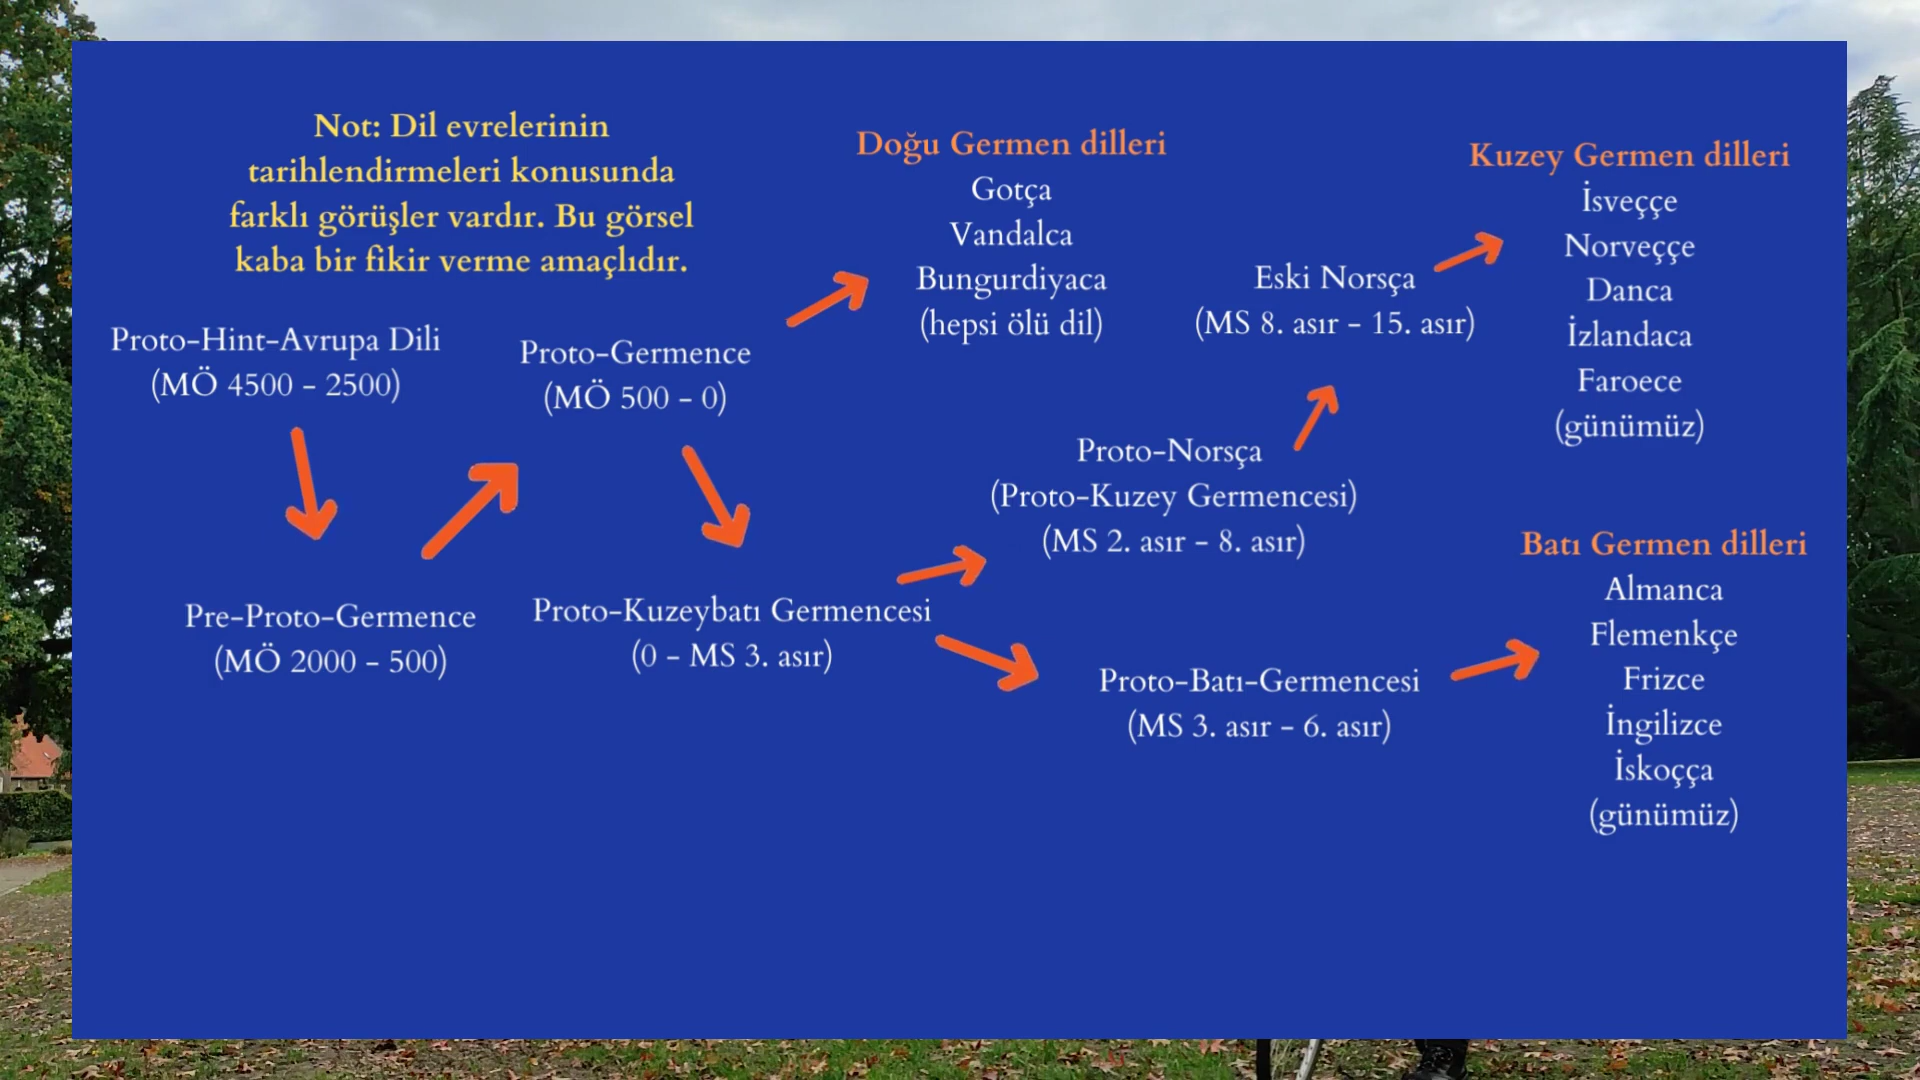 Not: Dil evrelerinin
tarihlendirmeleri konusunda
farklı görüşler vardır. Bu görsel
kaba bir fikir verme amaçlıdır.
Proto-Hint-Avrupa Dili
(MÖ 4500 - 2500)
Pre-Proto-Germence
(MÖ 2000 - 500)
Proto-Germence
(MÖ 500 - 0)
Doğu Germen dilleri
Gotça
Vandalca
Bungurdiyaca
(hepsi ölü dil)
Proto-Kuzeybatı Germencesi
(0 - MS 3. asır)
Proto-Norsça
(Proto-Kuzey Germencesi)
(MS 2. asır - 8. asır)
Eski Norsça
(MS 8. asır - 15. asır)
Kuzey Germen dilleri
İsveççe
Norveççe
Danca
İzlandaca
Faroece
(günümüz)
Proto-Batı-Germencesi
(MS 3. asır - 6. asır)
Batı Germen dilleri
Almanca
Flemenkçe
Frizce
İngilizce
İskoçça
(günümüz)